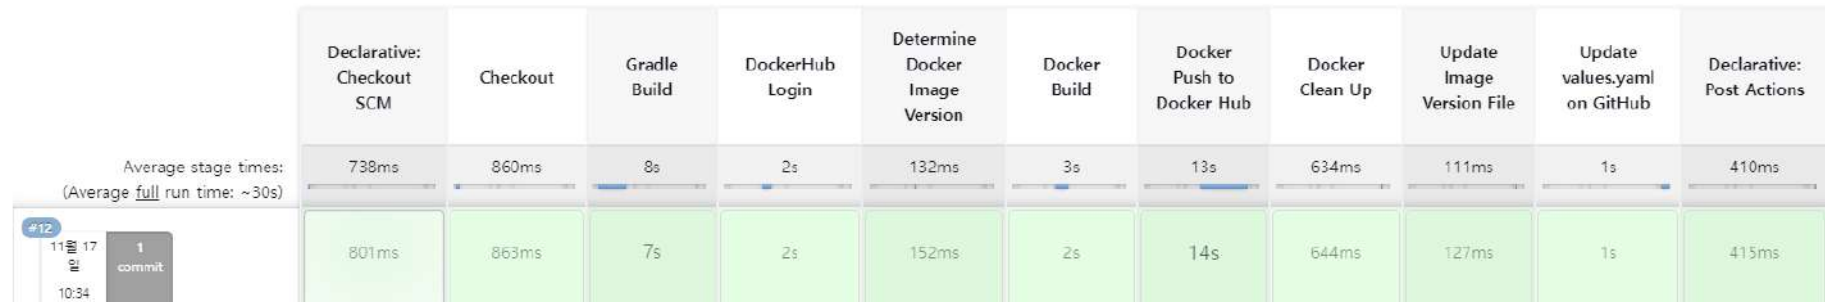 Declarative:
Checkout
SCM
Checkout
Gradle
Build
DockerHub
Login
Determine
Docker
Image
Version
Docker
Build
Docker
Push to
Docker Hub
Docker
Clean Up
Update
Image
Version File
Update
values.yaml
on GitHub
Declarative:
Post Actions
Average stage times:
(Average full run time: ~30s)
738ms
860ms
8s
2s
132ms
3s
13s
634ms
111ms
1s
410ms
#12
11월 17
일
10:34
1
commit
801ms
863ms
7s
2s
152ms
2s
14s
644ms
127ms
1s
415ms